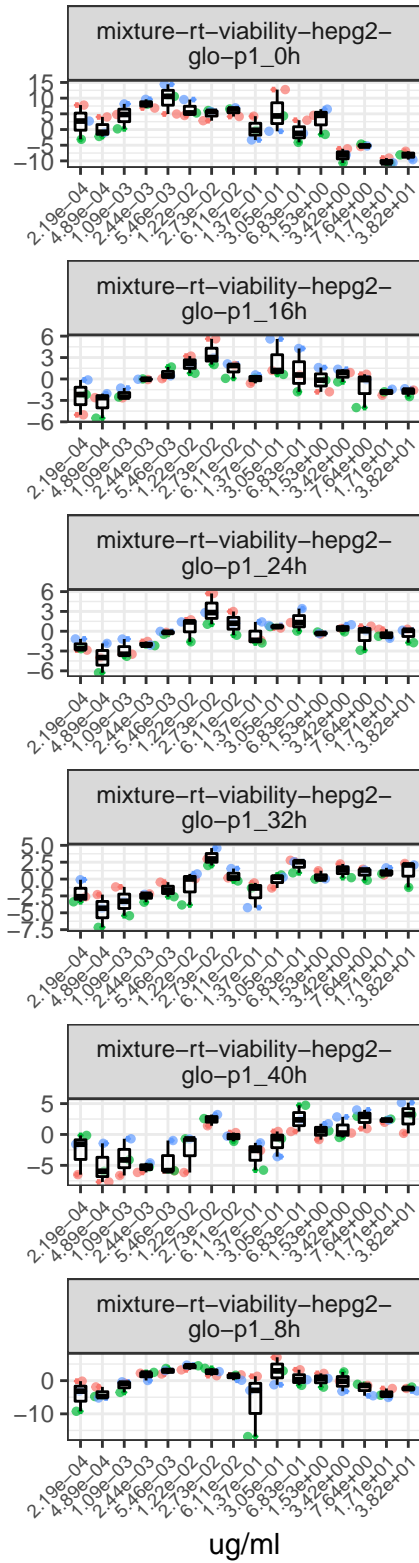 mixture−rt−viability−hepg2−
glo−p1_0h
15
10
5
0
−5
−10
2.19e−04
4.89e−04
1.09e−03
2.44e−03
5.46e−03
1.22e−02
2.73e−02
6.11e−02
1.37e−01
3.05e−01
6.83e−01
1.53e+00
3.42e+00
7.64e+00
1.71e+01
3.82e+01
mixture−rt−viability−hepg2−
glo−p1_16h
6
3
0
−3
−6
2.19e−04
4.89e−04
1.09e−03
2.44e−03
5.46e−03
1.22e−02
2.73e−02
6.11e−02
1.37e−01
3.05e−01
6.83e−01
1.53e+00
3.42e+00
7.64e+00
1.71e+01
3.82e+01
mixture−rt−viability−hepg2−
glo−p1_24h
6
3
0
−3
−6
2.19e−04
4.89e−04
1.09e−03
2.44e−03
5.46e−03
1.22e−02
2.73e−02
6.11e−02
1.37e−01
3.05e−01
6.83e−01
1.53e+00
3.42e+00
7.64e+00
1.71e+01
3.82e+01
mixture−rt−viability−hepg2−
glo−p1_32h
5.0
2.5
0.0
−2.5
−5.0
−7.5
2.19e−04
4.89e−04
1.09e−03
2.44e−03
5.46e−03
1.22e−02
2.73e−02
6.11e−02
1.37e−01
3.05e−01
6.83e−01
1.53e+00
3.42e+00
7.64e+00
1.71e+01
3.82e+01
mixture−rt−viability−hepg2−
glo−p1_40h
5
0
−5
2.19e−04
4.89e−04
1.09e−03
2.44e−03
5.46e−03
1.22e−02
2.73e−02
6.11e−02
1.37e−01
3.05e−01
6.83e−01
1.53e+00
3.42e+00
7.64e+00
1.71e+01
3.82e+01
mixture−rt−viability−hepg2−
glo−p1_8h
0
−10
2.19e−04
4.89e−04
1.09e−03
2.44e−03
5.46e−03
1.22e−02
2.73e−02
6.11e−02
1.37e−01
3.05e−01
6.83e−01
1.53e+00
3.42e+00
7.64e+00
1.71e+01
3.82e+01
ug/ml